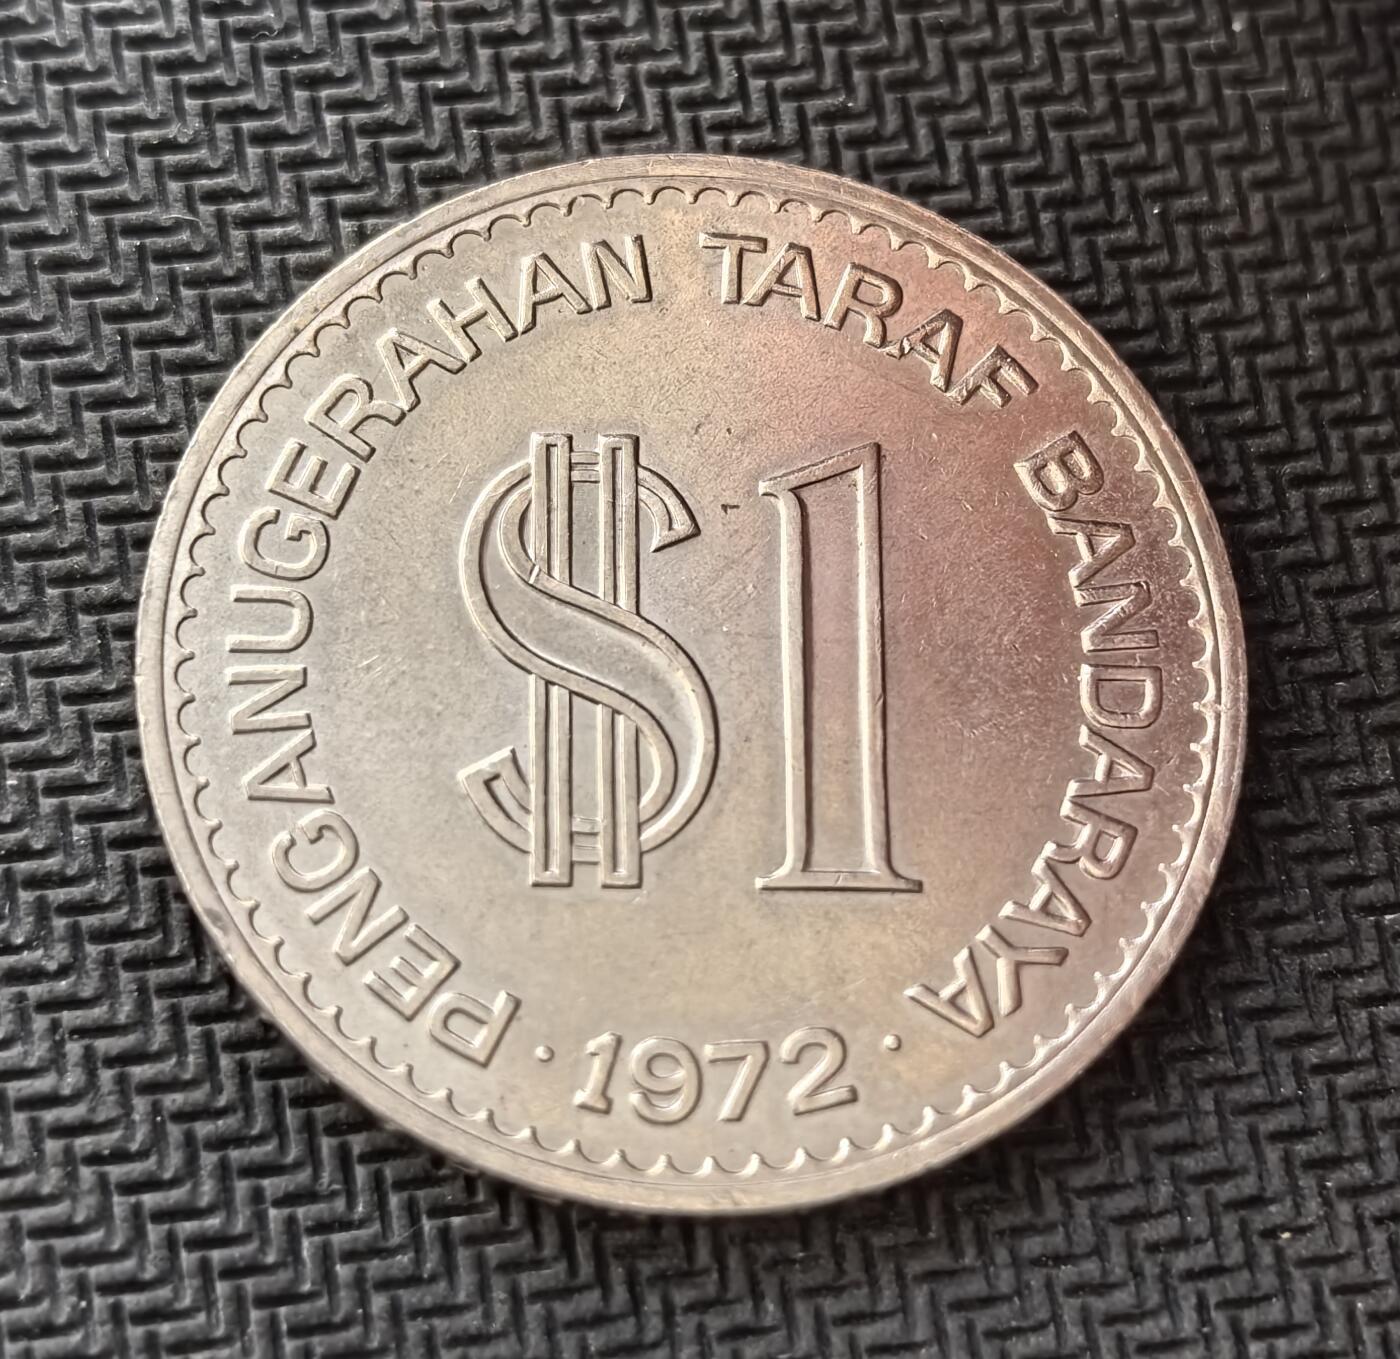 PENGANUGERAHAN TARAF BANDARAYA
$1
· 1972 ·